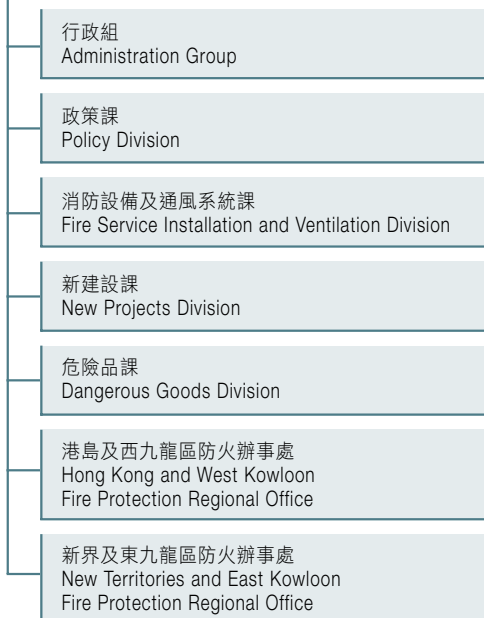 行政組
Administration Group
政策課
Policy Division
消防設備及通風系統課
Fire Service Installation and Ventilation Division
新建設課
New Projects Division
危險品課
Dangerous Goods Division
港島及西九龍區防火辦事處
Hong Kong and West Kowloon
Fire Protection Regional Office
新界及東九龍區防火辦事處
New Territories and East Kowloon
Fire Protection Regional Office